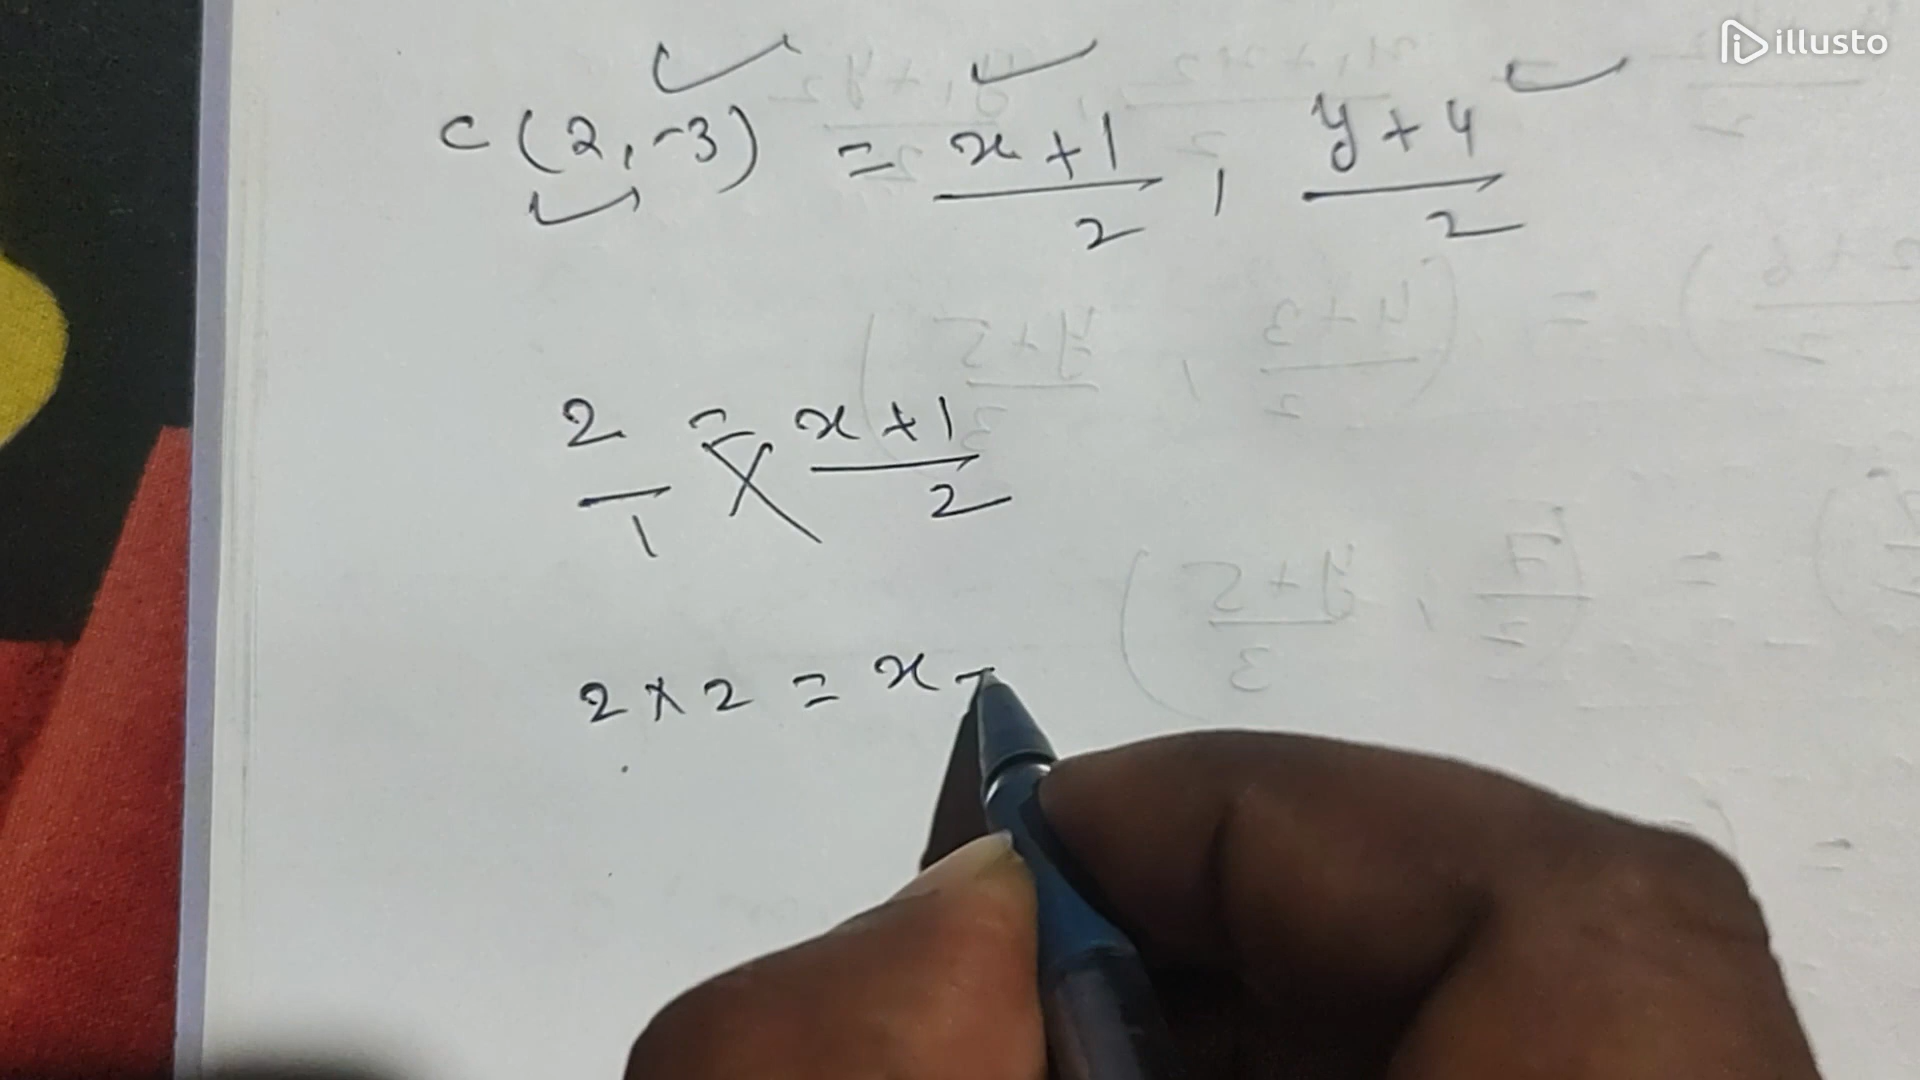 illusto
C (2, -3) = x+1/2 , y+4/2
2/1 = x+1/2
2 x 2 = x